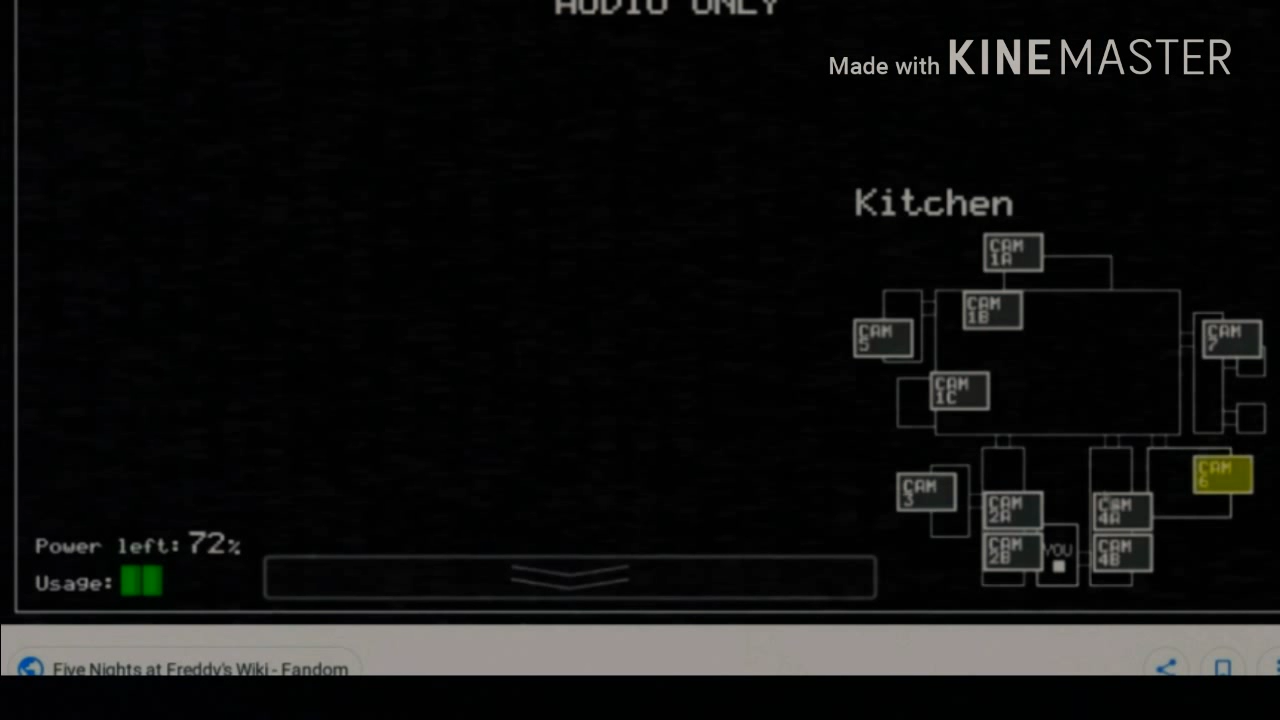 AUDIO ONLY
Made with KINEMASTER
Kitchen
CAM 1A
CAM 1B
CAM 5
CAM 7
CAM 1C
CAM 6
CAM 3
CAM 2A
CAM 4A
CAM 2B
YOU
CAM 4B
Power left: 72%
Usage:
Five Nights at Freddy's Wiki - Fandom